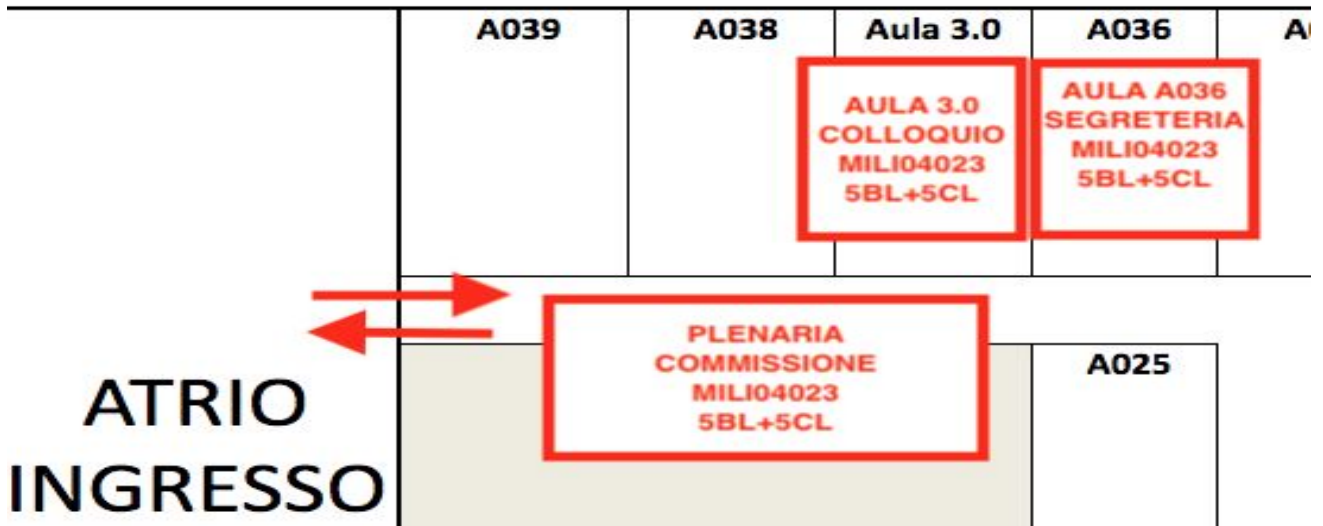 A039
A038
Aula 3.0
A036
AULA 3.0
COLLOQUIO
MILI04023
5BL+5CL
AULA A036
SEGRETERIA
MILI04023
5BL+5CL
PLENARIA
COMMISSIONE
MILI04023
5BL+5CL
A025
ATRIO
INGRESSO